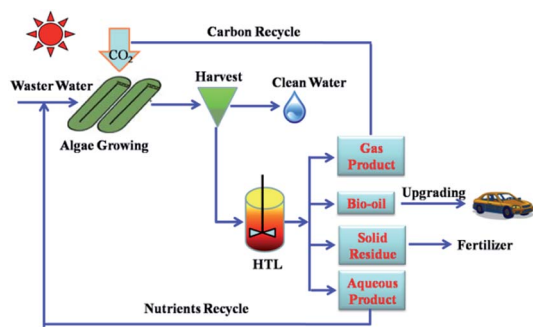 Carbon Recycle
CO₂
Waster Water
Harvest
Clean Water
Algae Growing
Gas
Product
Bio-oil
Upgrading
Solid
Residue
Fertilizer
HTL
Aqueous
Product
Nutrients Recycle